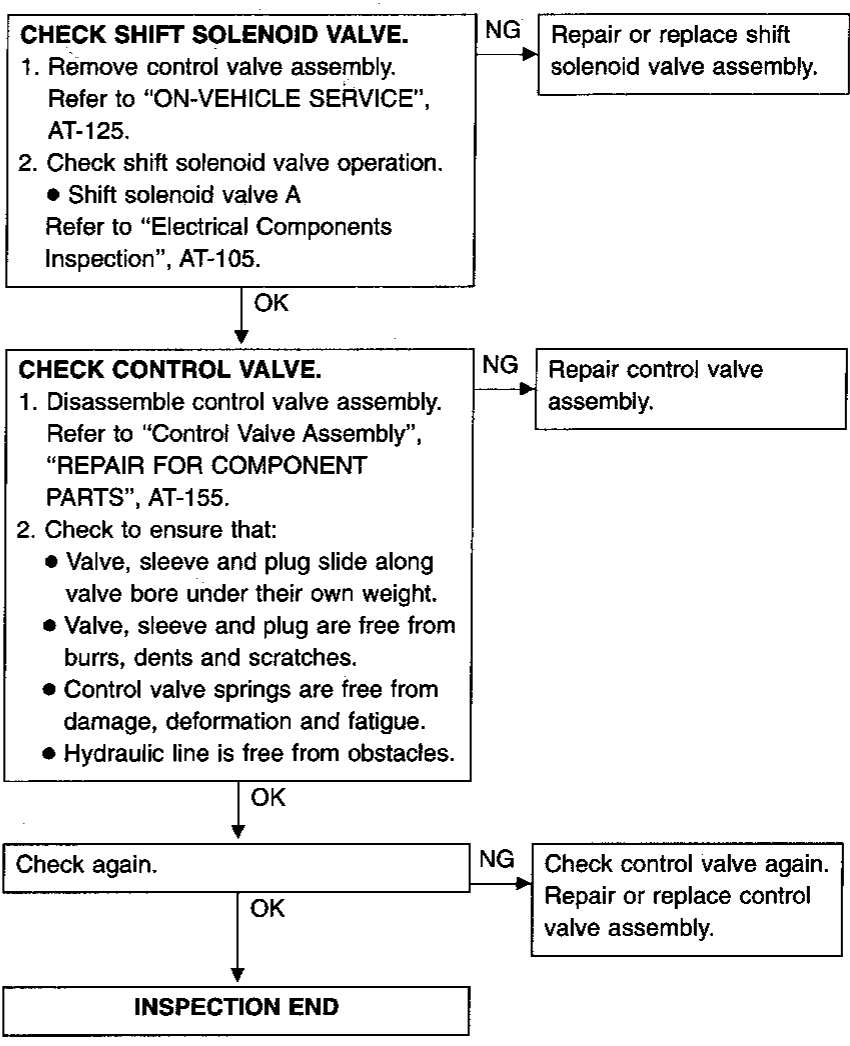 CHECK SHIFT SOLENOID VALVE.
1. Remove control valve assembly.
Refer to “ON-VEHICLE SERVICE”,
AT-125.
2. Check shift solenoid valve operation.
● Shift solenoid valve A
Refer to “Electrical Components
Inspection”, AT-105.
NG
Repair or replace shift
solenoid valve assembly.
OK
CHECK CONTROL VALVE.
1. Disassemble control valve assembly.
Refer to “Control Valve Assembly”,
“REPAIR FOR COMPONENT
PARTS”, AT-155.
2. Check to ensure that:
● Valve, sleeve and plug slide along
valve bore under their own weight.
● Valve, sleeve and plug are free from
burrs, dents and scratches.
● Control valve springs are free from
damage, deformation and fatigue.
● Hydraulic line is free from obstacles.
NG
Repair control valve
assembly.
OK
Check again.
NG
Check control valve again.
Repair or replace control
valve assembly.
OK
INSPECTION END